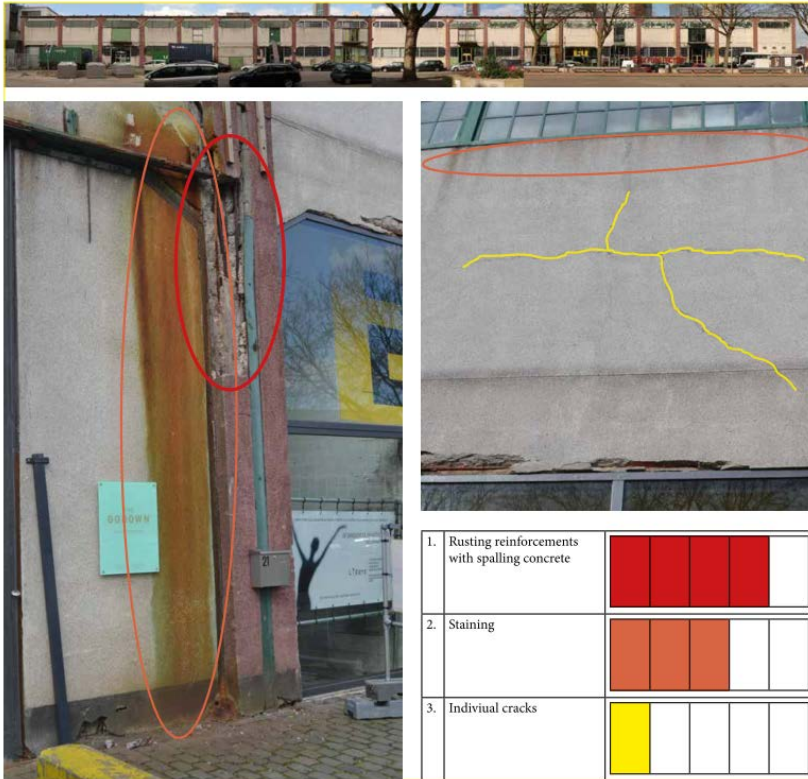 GODOWN
21
1. Rusting reinforcements
with spalling concrete
2. Staining
3. Indiviual cracks